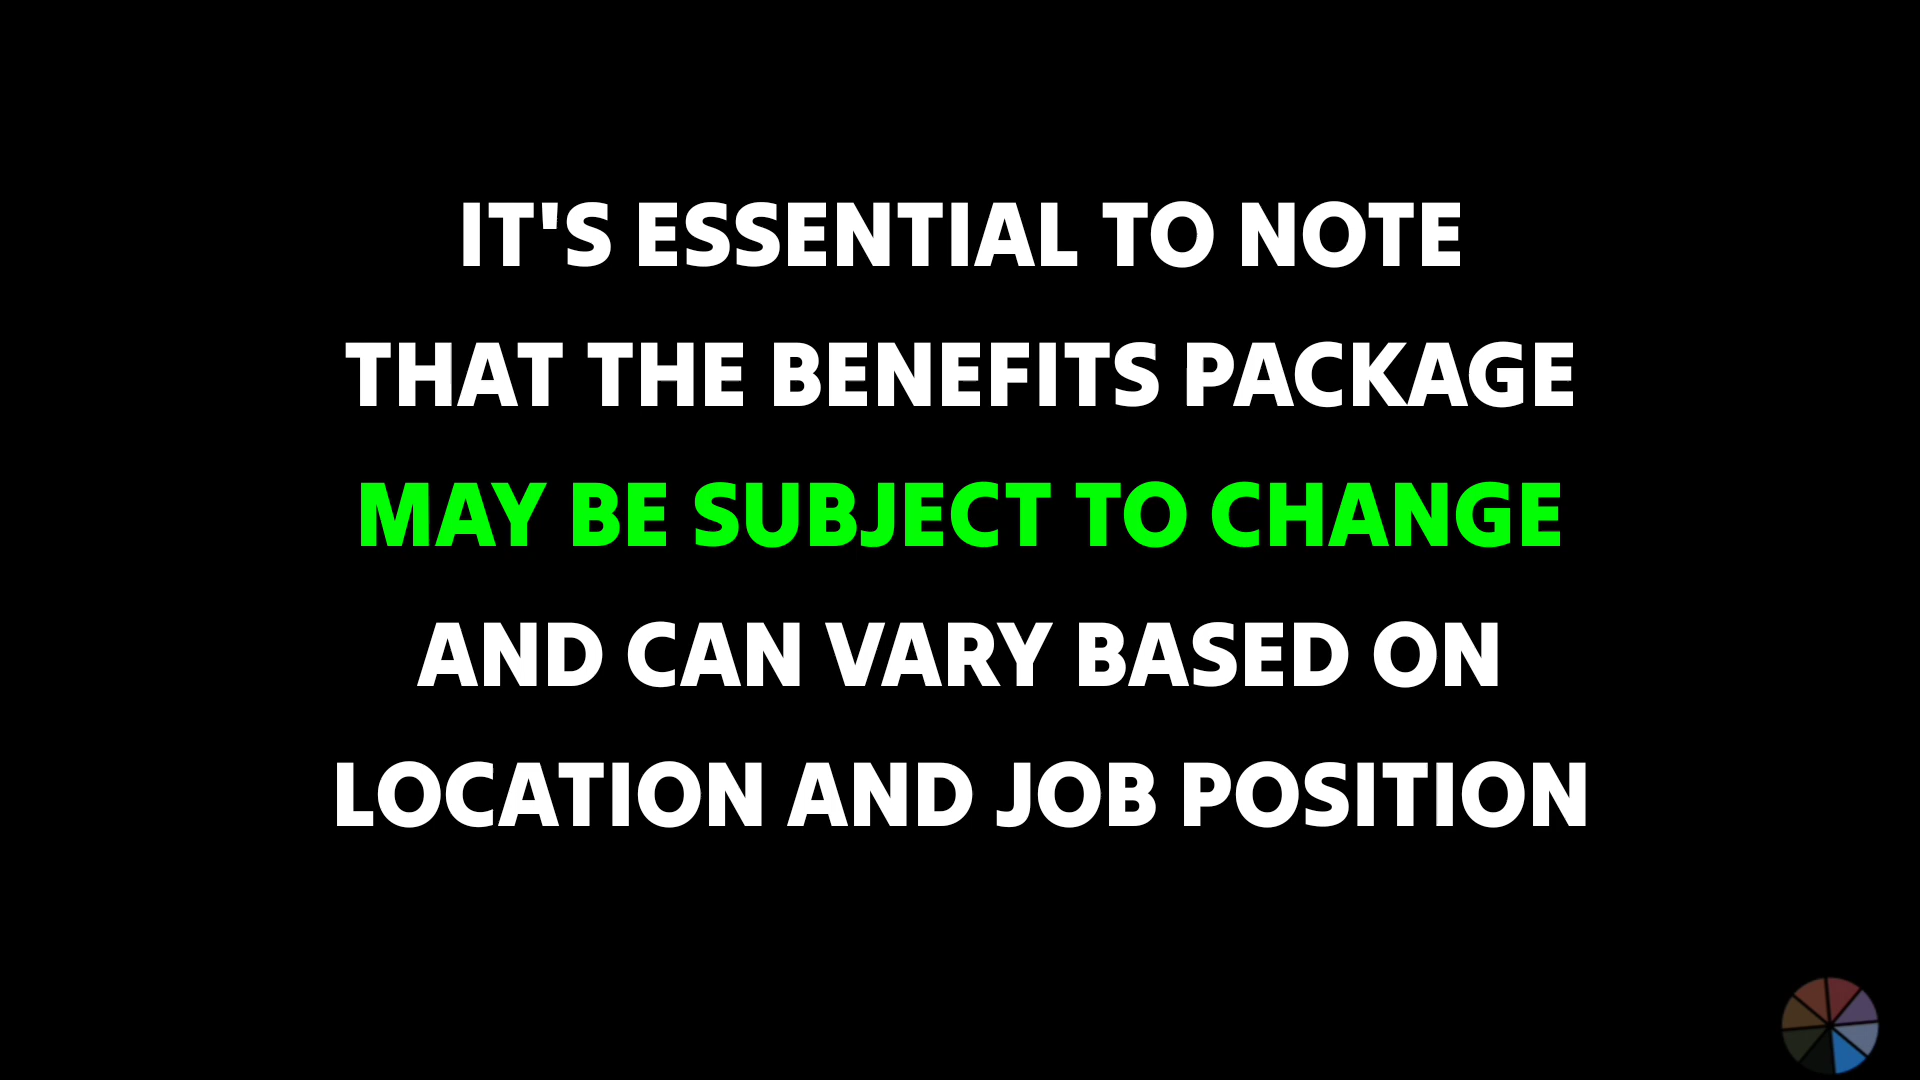 IT'S ESSENTIAL TO NOTE
THAT THE BENEFITS PACKAGE
MAY BE SUBJECT TO CHANGE
AND CAN VARY BASED ON
LOCATION AND JOB POSITION